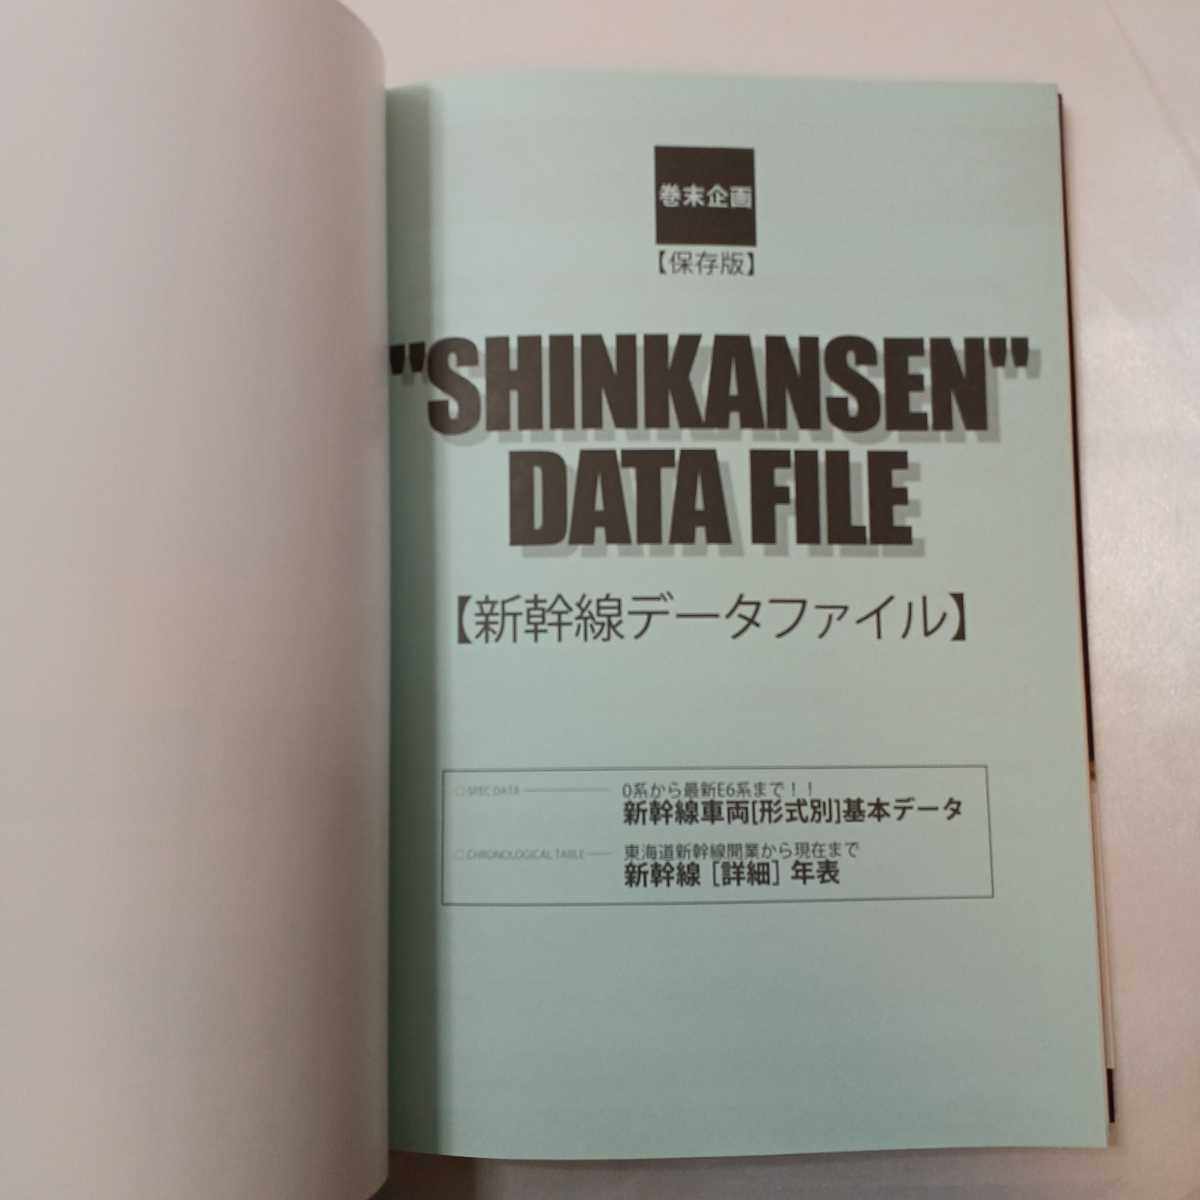 巻末企画
【保存版】
"SHINKANSEN"
DATA FILE
【新幹線データファイル】
○ SPEC DATA
0系から最新E6系まで！！
新幹線車両[形式別]基本データ
○ CHRONOLOGICAL TABLE
東海道新幹線開業から現在まで
新幹線［詳細］年表